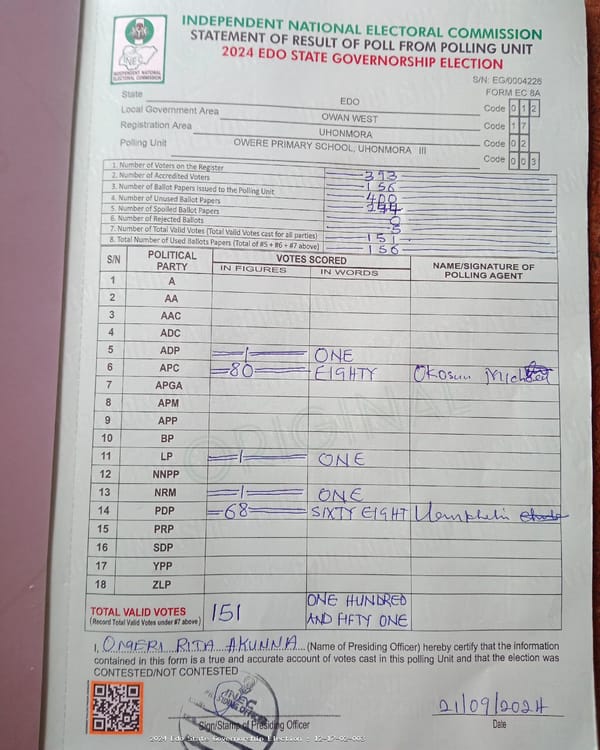 INDEPENDENT NATIONAL ELECTORAL COMMISSION
STATEMENT OF RESULT OF POLL FROM POLLING UNIT
2024 EDO STATE GOVERNORSHIP ELECTION
INEC
INDEPENDENT NATIONAL ELECTORAL COMMISSION
S/N: EG/0004226
FORM EC 8A
State EDO Code 0 1 2
Local Government Area OWAN WEST Code 1 7
Registration Area UHONMORA Code 0 2
Polling Unit OWERE PRIMARY SCHOOL, UHONMORA III Code 0 0 3
1. Number of Voters on the Register 393
2. Number of Accredited Voters 156
3. Number of Ballot Papers issued to the Polling Unit 400
4. Number of Unused Ballot Papers 244
5. Number of Spoiled Ballot Papers 0
6. Number of Rejected Ballots 5
7. Number of Total Valid Votes (Total Valid Votes cast for all parties) 151
8. Total Number of Used Ballots Papers (Total of #5 + #6 + #7 above) 156
S/N POLITICAL PARTY VOTES SCORED NAME/SIGNATURE OF POLLING AGENT
IN FIGURES IN WORDS
1 A
2 AA
3 AAC
4 ADC
5 ADP 1 ONE
6 APC 80 EIGHTY Okosun
7 APGA
8 APM
9 APP
10 BP
11 LP 1 ONE
12 NNPP
13 NRM 1 ONE
14 PDP 68 SIXTY EIGHT
15 PRP
16 SDP
17 YPP
18 ZLP
ORIGINAL
TOTAL VALID VOTES 151 ONE HUNDRED
(Record Total Valid Votes under #7 above) AND FIFTY ONE
I, OMERI RITA AKUNNA (Name of Presiding Officer) hereby certify that the information
contained in this form is a true and accurate account of votes cast in this polling Unit and that the election was
CONTESTED/NOT CONTESTED
INEC
21/09/2024
Sign/Stamp of Presiding Officer Date
2024 Edo State Governorship Election : 12-17-02-003